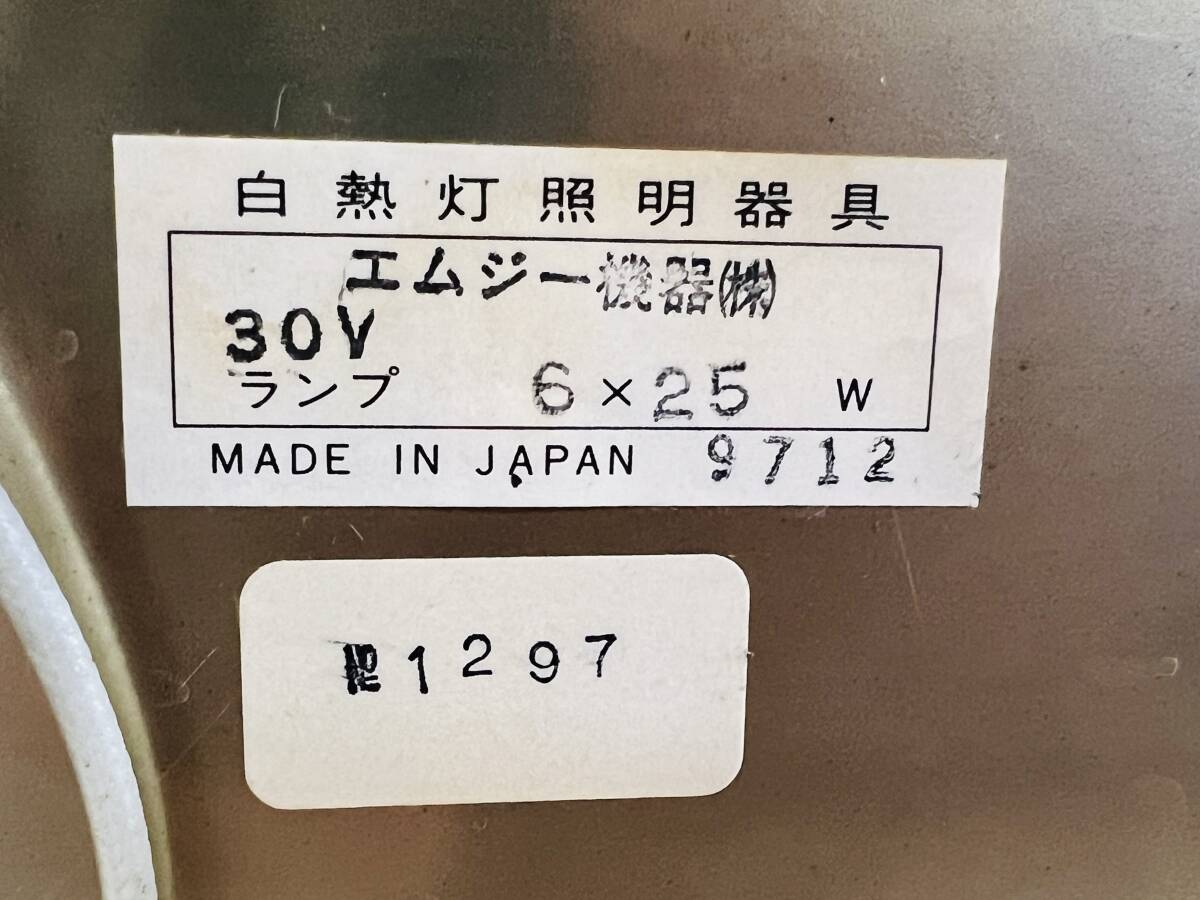 白熱灯照明器具
エムジー機器㈱
30V
ランプ 6×25 W
MADE IN JAPAN 9712
№1297